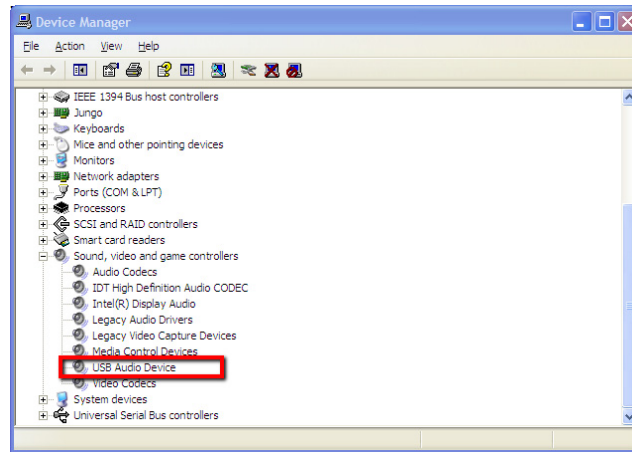 Device Manager
File Action View Help
IEEE 1394 Bus host controllers
Jungo
Keyboards
Mice and other pointing devices
Monitors
Network adapters
Ports (COM & LPT)
Processors
SCSI and RAID controllers
Smart card readers
Sound, video and game controllers
Audio Codecs
IDT High Definition Audio CODEC
Intel(R) Display Audio
Legacy Audio Drivers
Legacy Video Capture Devices
Media Control Devices
USB Audio Device
Video Codecs
System devices
Universal Serial Bus controllers